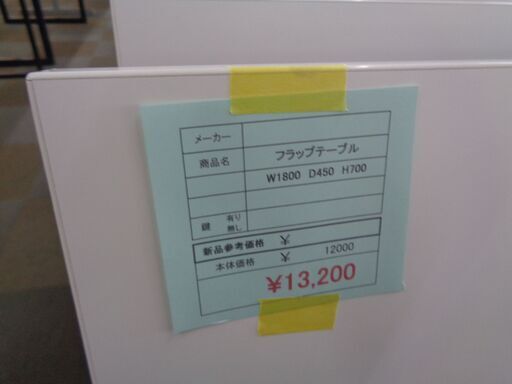 メーカー
商品名 フラップテーブル
W1800 D450 H700
鍵 有り 無し
新品参考価格 ¥
本体価格 ¥ 12000
¥13,200